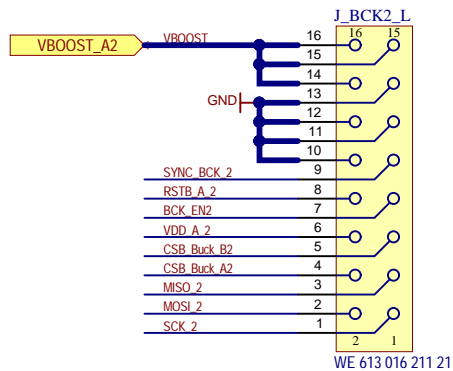 J_BCK2_L
VBOOST_A2 VBOOST 16 16 15
15
14
GND 13
12
11
10
SYNC_BCK_2 9
RSTB_A_2 8
BCK_EN2 7
VDD_A_2 6
CSB_Buck_B2 5
CSB_Buck_A2 4
MISO_2 3
MOSI_2 2
SCK_2 1
2 1
WE 613 016 211 21